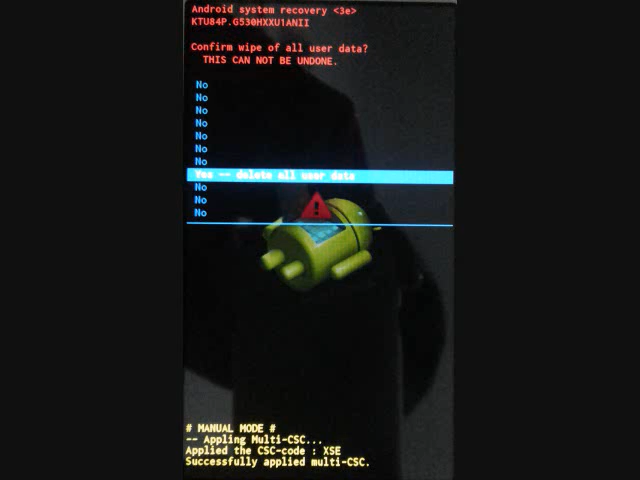 Android system recovery <3e>
KTU84P.G530HXXU1ANII
Confirm wipe of all user data?
THIS CAN NOT BE UNDONE.
No
No
No
No
No
No
No
Yes -- delete all user data
No
No
No
# MANUAL MODE #
-- Appling Multi-CSC...
Applied the CSC-code : XSE
Successfully applied multi-CSC.